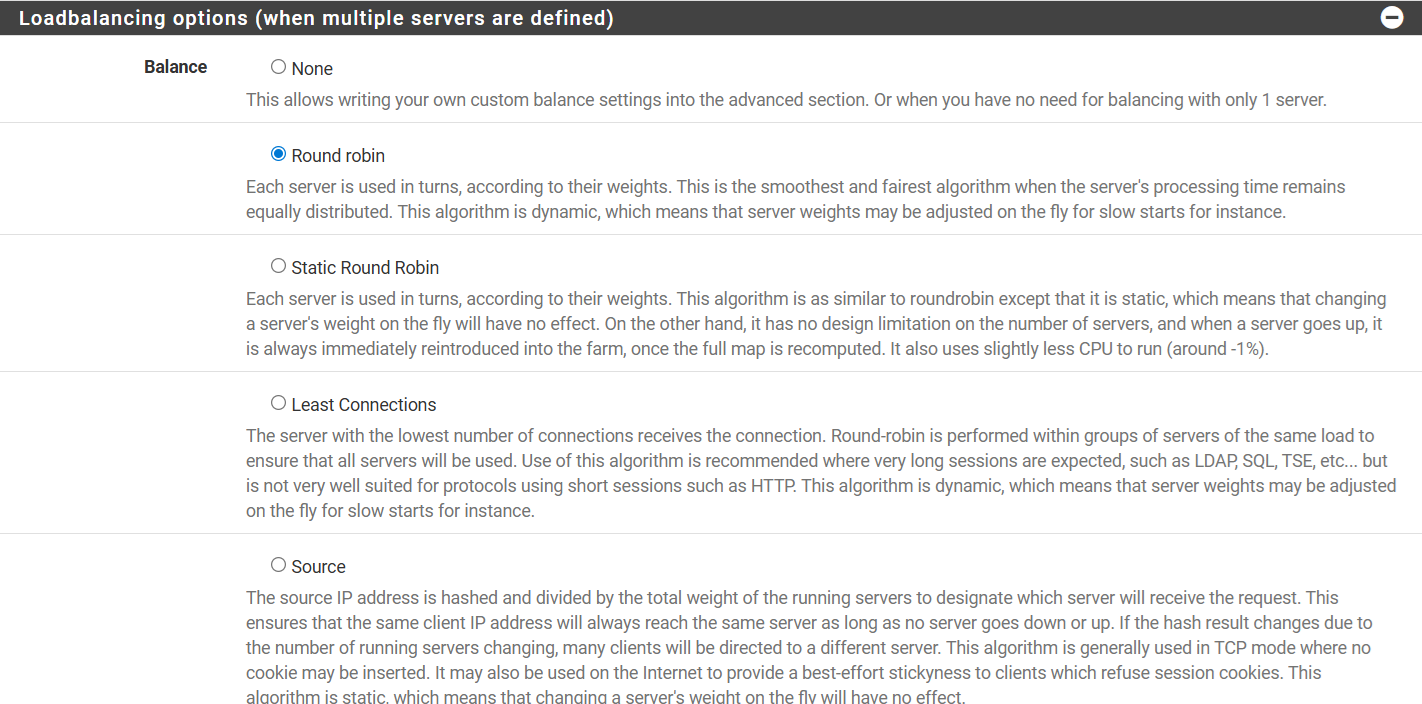 Loadbalancing options (when multiple servers are defined)
Balance
None
This allows writing your own custom balance settings into the advanced section. Or when you have no need for balancing with only 1 server.
Round robin
Each server is used in turns, according to their weights. This is the smoothest and fairest algorithm when the server's processing time remains
equally distributed. This algorithm is dynamic, which means that server weights may be adjusted on the fly for slow starts for instance.
Static Round Robin
Each server is used in turns, according to their weights. This algorithm is as similar to roundrobin except that it is static, which means that changing
a server's weight on the fly will have no effect. On the other hand, it has no design limitation on the number of servers, and when a server goes up, it
is always immediately reintroduced into the farm, once the full map is recomputed. It also uses slightly less CPU to run (around -1%).
Least Connections
The server with the lowest number of connections receives the connection. Round-robin is performed within groups of servers of the same load to
ensure that all servers will be used. Use of this algorithm is recommended where very long sessions are expected, such as LDAP, SQL, TSE, etc... but
is not very well suited for protocols using short sessions such as HTTP. This algorithm is dynamic, which means that server weights may be adjusted
on the fly for slow starts for instance.
Source
The source IP address is hashed and divided by the total weight of the running servers to designate which server will receive the request. This
ensures that the same client IP address will always reach the same server as long as no server goes down or up. If the hash result changes due to
the number of running servers changing, many clients will be directed to a different server. This algorithm is generally used in TCP mode where no
cookie may be inserted. It may also be used on the Internet to provide a best-effort stickyness to clients which refuse session cookies. This
algorithm is static, which means that changing a server's weight on the fly will have no effect.